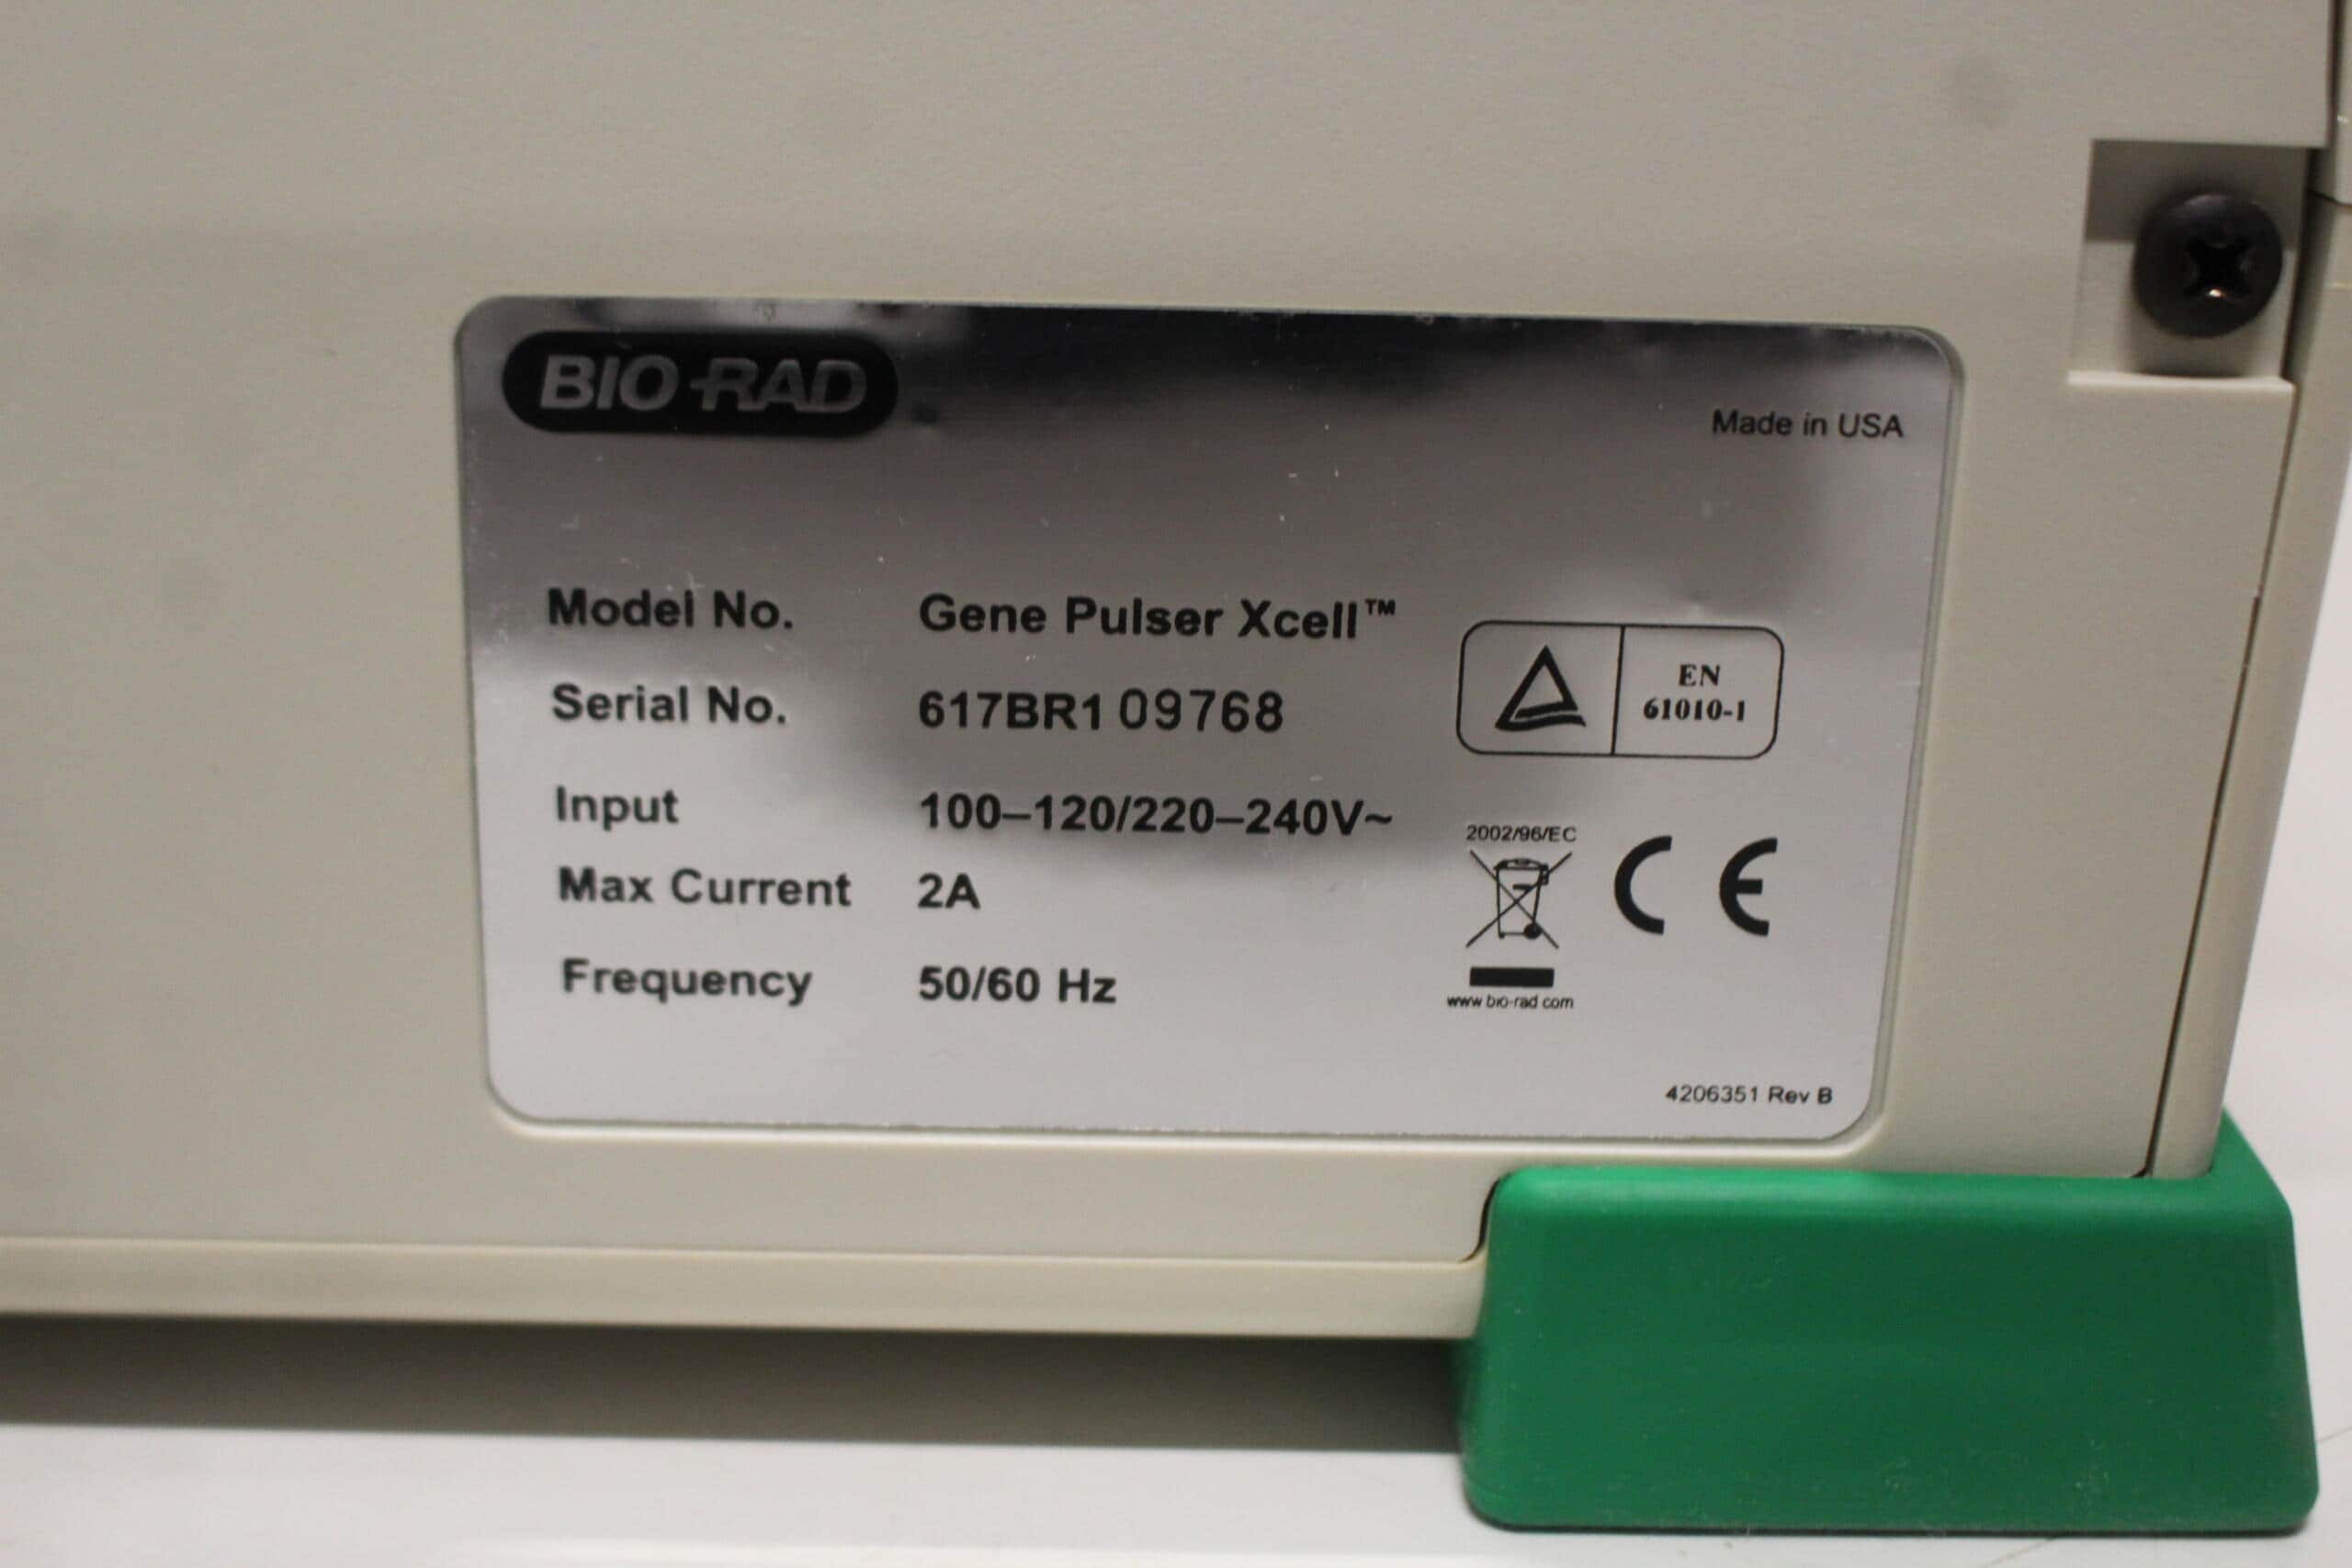 BIO-RAD
Made in USA
Model No. Gene Pulser Xcell™
Serial No. 617BR1 09768
EN
61010-1
Input 100–120/220–240V~
2002/96/EC
CE
Max Current 2A
Frequency 50/60 Hz
www.bio-rad.com
4206351 Rev B